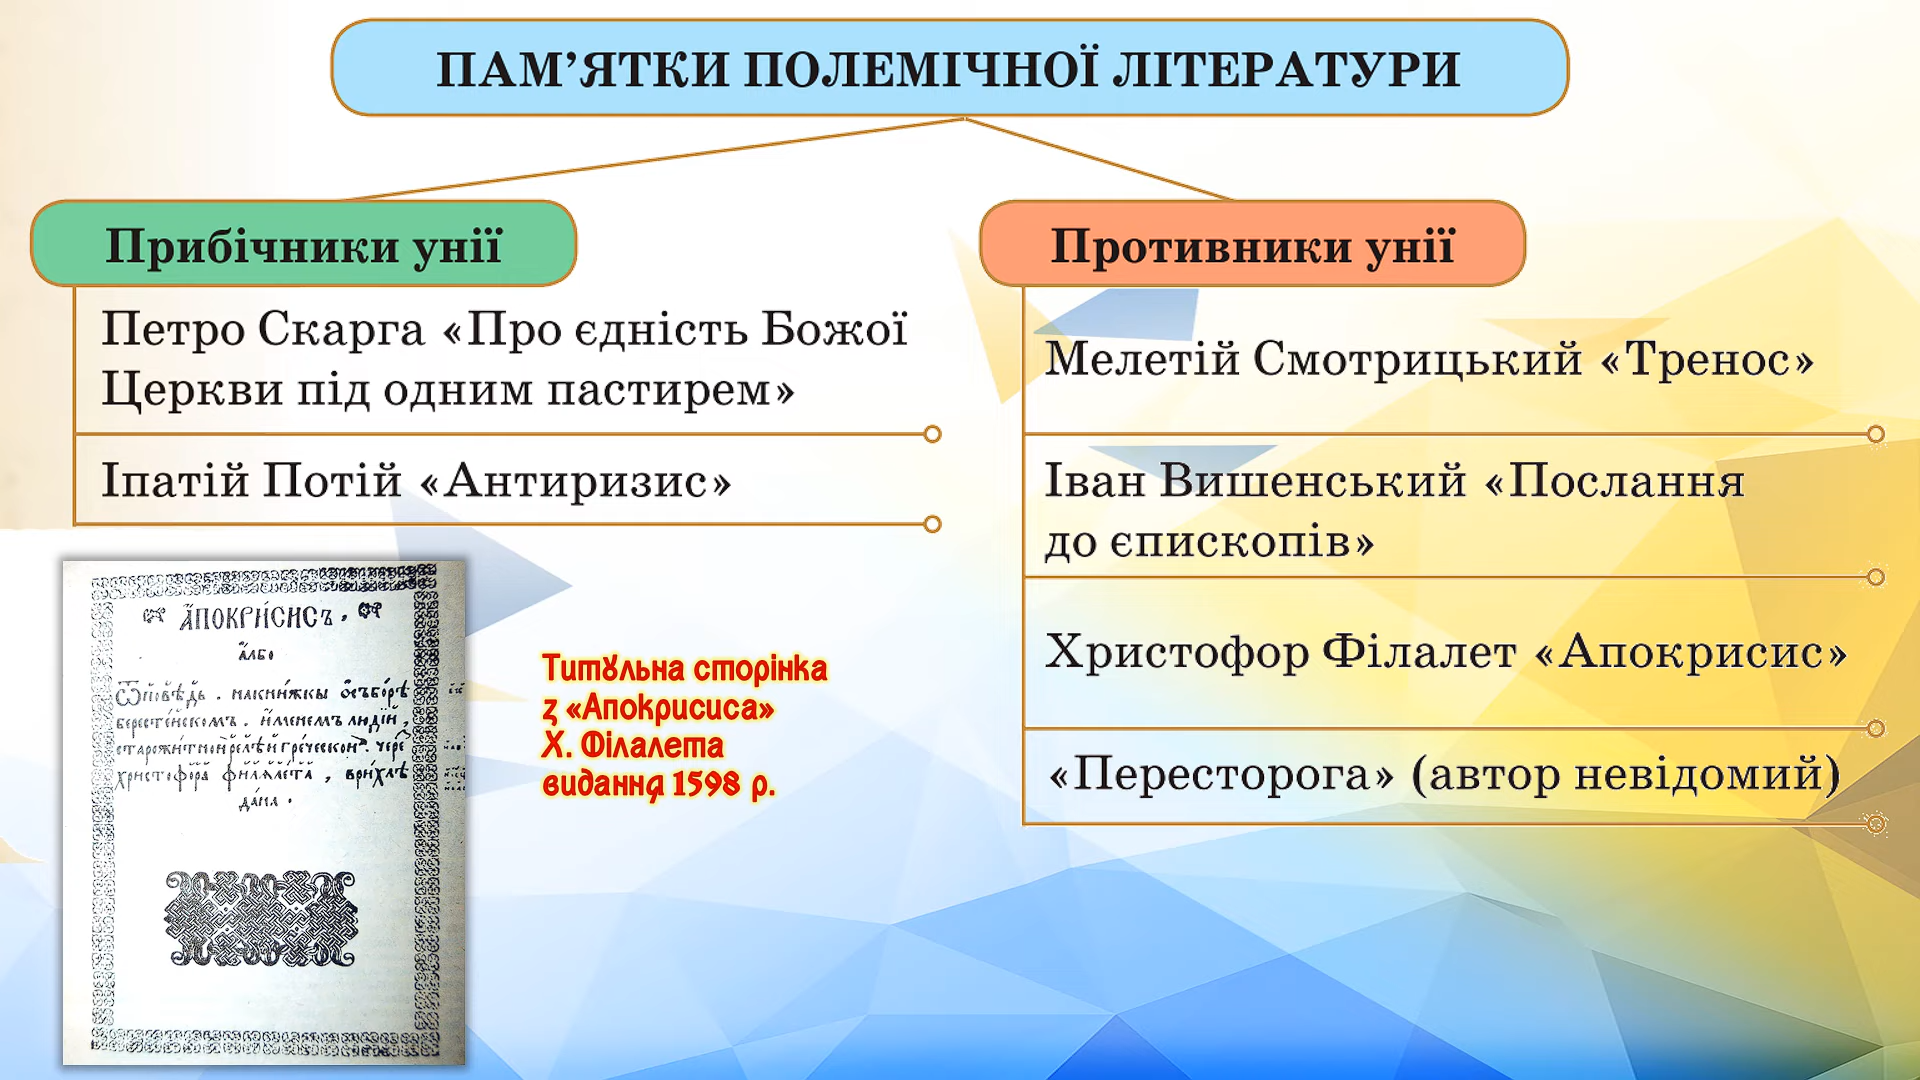 ПАМ’ЯТКИ ПОЛЕМІЧНОЇ ЛІТЕРАТУРИ
Прибічники унії
Петро Скарга «Про єдність Божої
Церкви під одним пастирем»
Іпатій Потій «Антиризис»
Противники унії
Мелетій Смотрицький «Тренос»
Іван Вишенський «Послання
до єпископів»
Христофор Філалет «Апокрисис»
«Пересторога» (автор невідомий)
АПОКРИСИСЪ.
АЛБО
Титульна сторінка
з «Апокрисиса»
Х. Філалета
видання 1598 р.